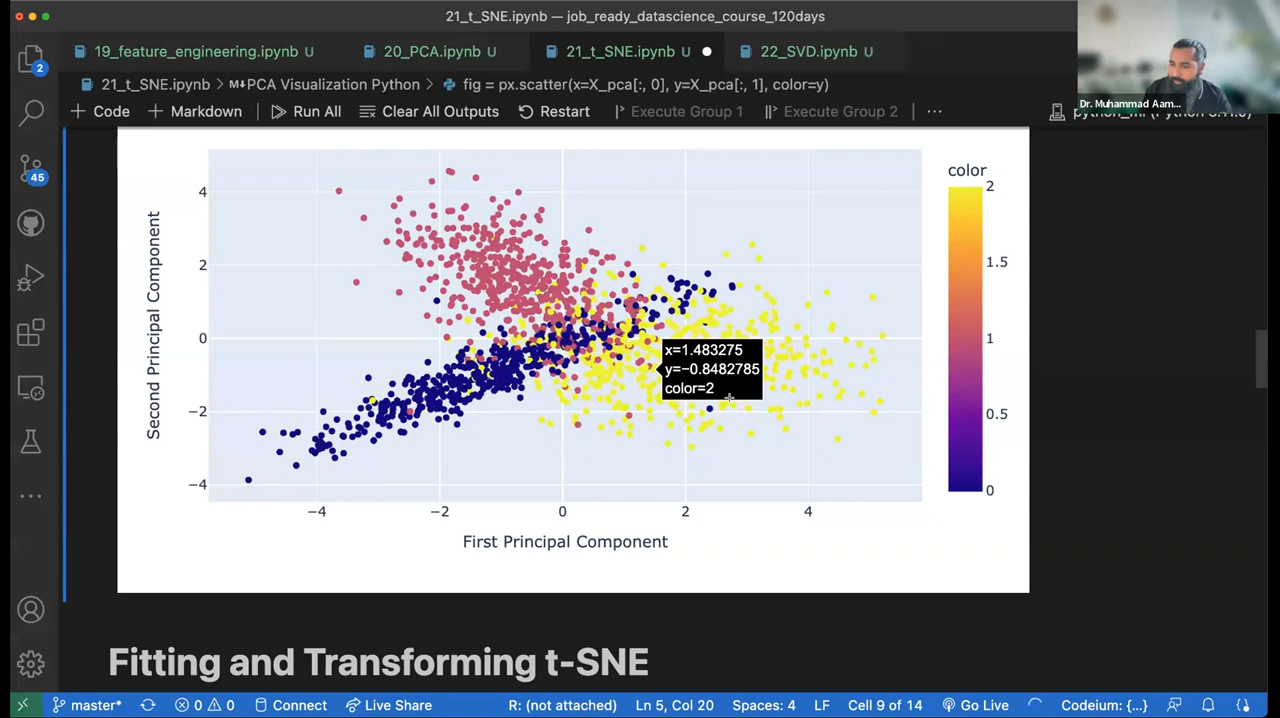 21_t_SNE.ipynb — job_ready_datascience_course_120days
19_feature_engineering.ipynb U
20_PCA.ipynb U
21_t_SNE.ipynb U
22_SVD.ipynb U
21_t_SNE.ipynb > M↓PCA Visualization Python > fig = px.scatter(x=X_pca[:, 0], y=X_pca[:, 1], color=y)
+ Code + Markdown Run All Clear All Outputs Restart Execute Group 1 Execute Group 2 ...
Dr. Muhammad Aam...
2
45
color
2
1.5
1
0.5
0
Second Principal Component
4
2
0
−2
−4
x=1.483275
y=−0.8482785
color=2
−4 −2 0 2 4
First Principal Component
Fitting and Transforming t-SNE
master* 0 0 Connect Live Share R: (not attached) Ln 5, Col 20 Spaces: 4 LF Cell 9 of 14 Go Live Codeium: {...}